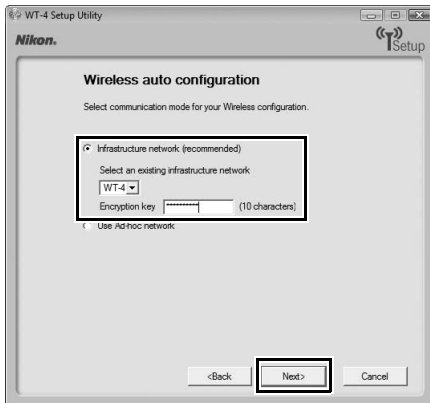 WT-4 Setup Utility
Nikon.
Setup
Wireless auto configuration
Select communication mode for your Wireless configuration.
Infrastructure network (recommended)
Select an existing infrastructure network
WT-4
Encryption key ********** (10 characters)
Use Ad-hoc network
<Back Next> Cancel